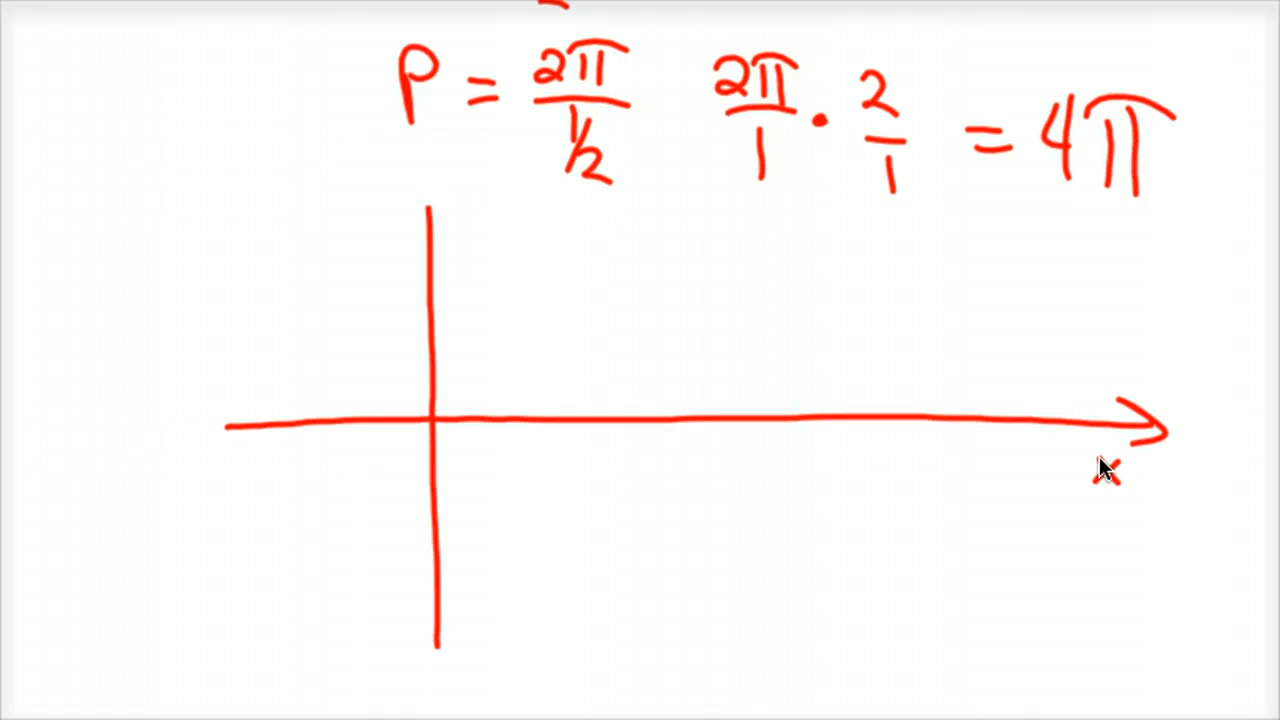 P = 2π/½ 2π/1 · 2/1 = 4π
x